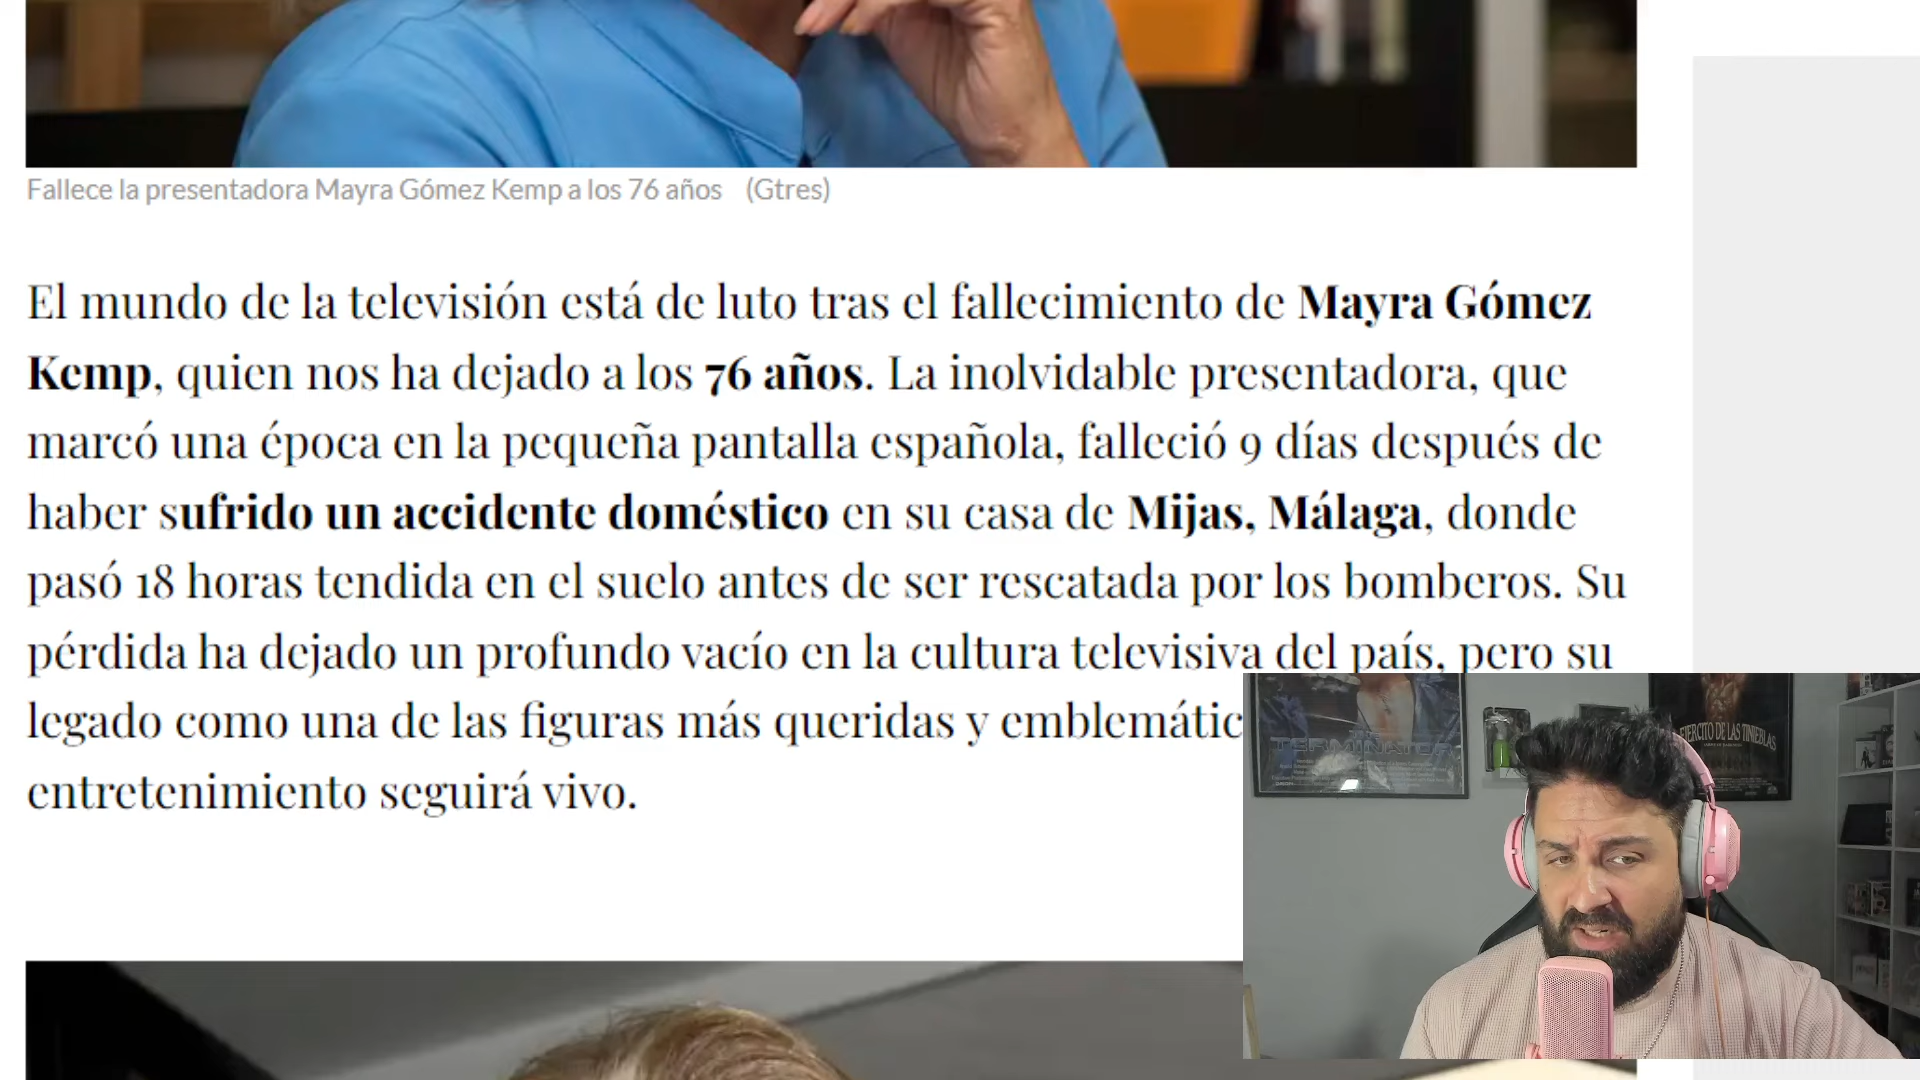 Fallece la presentadora Mayra Gómez Kemp a los 76 años (Gtres)
El mundo de la televisión está de luto tras el fallecimiento de Mayra Gómez
Kemp, quien nos ha dejado a los 76 años. La inolvidable presentadora, que
marcó una época en la pequeña pantalla española, falleció 9 días después de
haber sufrido un accidente doméstico en su casa de Mijas, Málaga, donde
pasó 18 horas tendida en el suelo antes de ser rescatada por los bomberos. Su
pérdida ha dejado un profundo vacío en la cultura televisiva del país, pero su
legado como una de las figuras más queridas y emblemátic
entretenimiento seguirá vivo.
TERMINATOR
EJERCITO DE LAS TINIEBLAS